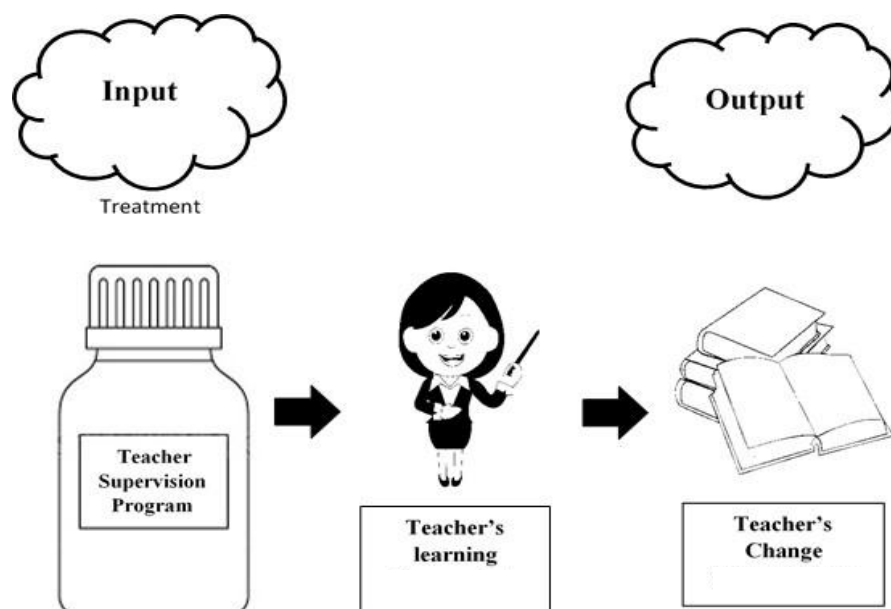 Input
Output
Treatment
Teacher
Supervision
Program
Teacher’s
learning
Teacher’s
Change